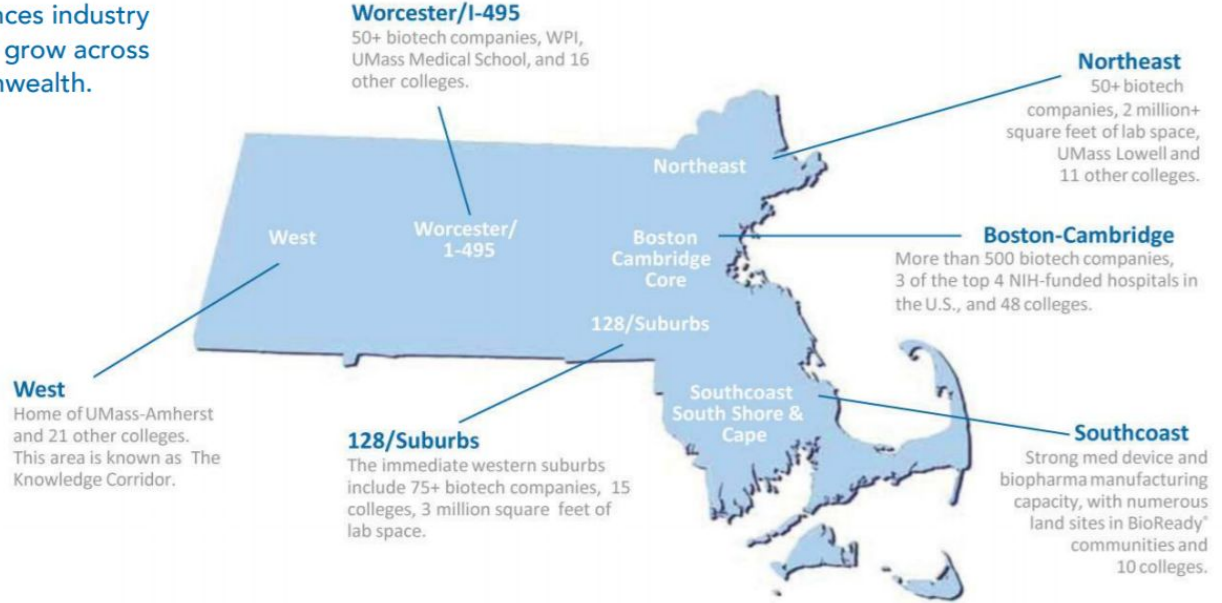 nces industry
grow across
nwealth.
Worcester/I-495
50+ biotech companies, WPI,
UMass Medical School, and 16
other colleges.
Northeast
50+ biotech
companies, 2 million+
square feet of lab space,
UMass Lowell and
11 other colleges.
Boston-Cambridge
More than 500 biotech companies,
3 of the top 4 NIH-funded hospitals in
the U.S., and 48 colleges.
Northeast
West
Worcester/
1-495
Boston
Cambridge
Core
128/Suburbs
Southcoast
South Shore &
Cape
West
Home of UMass-Amherst
and 21 other colleges.
This area is known as The
Knowledge Corridor.
128/Suburbs
The immediate western suburbs
include 75+ biotech companies, 15
colleges, 3 million square feet of
lab space.
Southcoast
Strong med device and
biopharma manufacturing
capacity, with numerous
land sites in BioReady®
communities and
10 colleges.